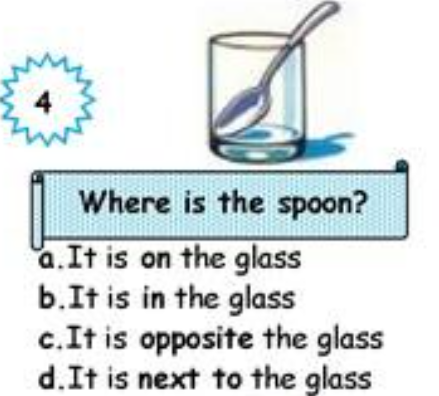 4
Where is the spoon?
a.It is on the glass
b.It is in the glass
c.It is opposite the glass
d.It is next to the glass